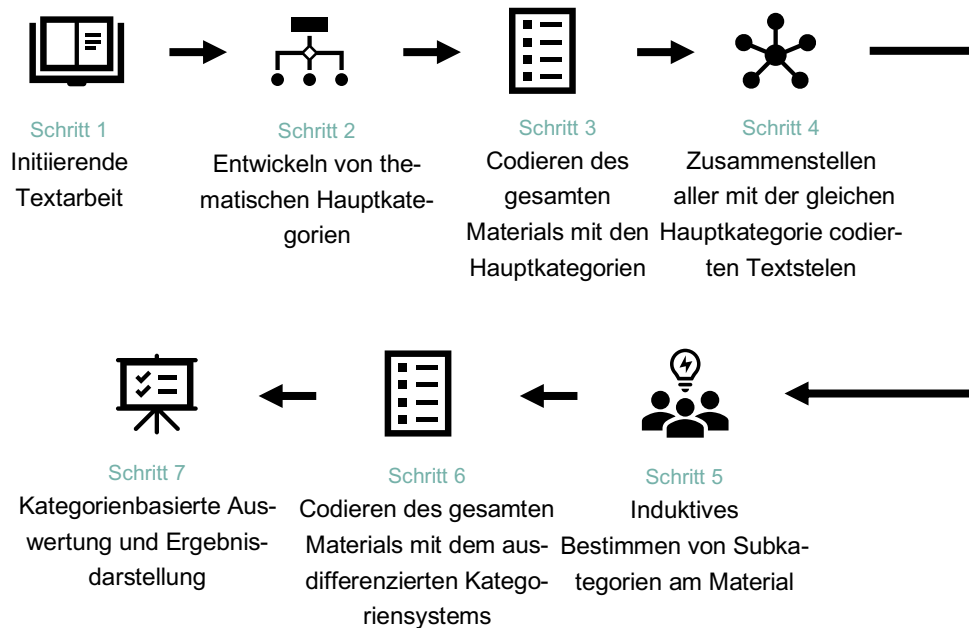 Schritt 1
Initiierende
Textarbeit
Schritt 2
Entwickeln von the-
matischen Hauptkate-
gorien
Schritt 3
Codieren des
gesamten
Materials mit den
Hauptkategorien
Schritt 4
Zusammenstellen
aller mit der gleichen
Hauptkategorie codier-
ten Textstelen
Schritt 7
Kategorienbasierte Aus-
wertung und Ergebnis-
darstellung
Schritt 6
Codieren des gesamten
Materials mit dem aus-
differenzierten Katego-
riensystems
Schritt 5
Induktives
Bestimmen von Subka-
tegorien am Material